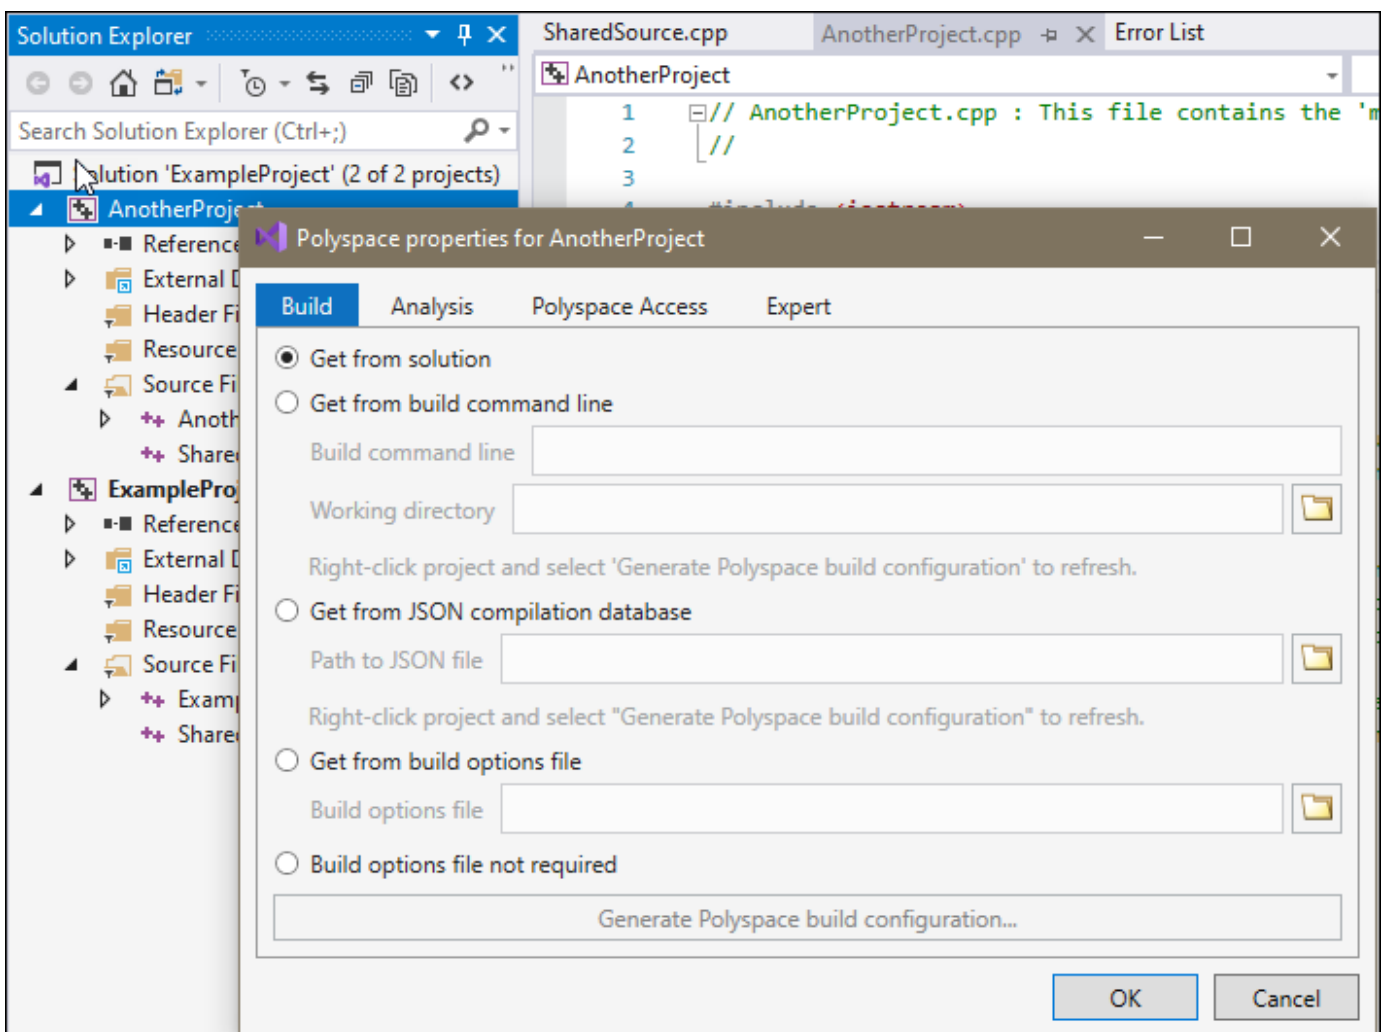 Solution Explorer
Search Solution Explorer (Ctrl+;)
lution 'ExampleProject' (2 of 2 projects)
AnotherProject
Reference
External D
Header Fi
Resource
Source Fi
Anoth
Share
ExampleProj
Reference
External D
Header Fi
Resource
Source Fi
Examp
Share
SharedSource.cpp
AnotherProject.cpp
Error List
AnotherProject
1 // AnotherProject.cpp : This file contains the 'm
2 //
3
4 #include <iostream>
Polyspace properties for AnotherProject
Build Analysis Polyspace Access Expert
Get from solution
Get from build command line
Build command line
Working directory
Right-click project and select 'Generate Polyspace build configuration' to refresh.
Get from JSON compilation database
Path to JSON file
Right-click project and select "Generate Polyspace build configuration" to refresh.
Get from build options file
Build options file
Build options file not required
Generate Polyspace build configuration...
OK Cancel